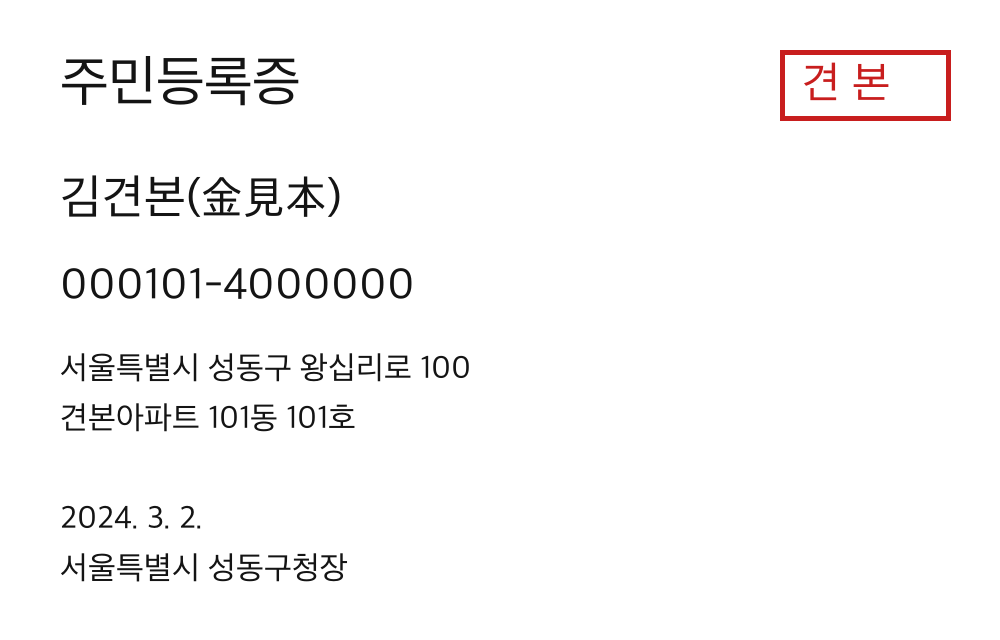 주민등록증
견 본
김견본(金見本)
000101-4000000
서울특별시 성동구 왕십리로 100
견본아파트 101동 101호
2024. 3. 2.
서울특별시 성동구청장